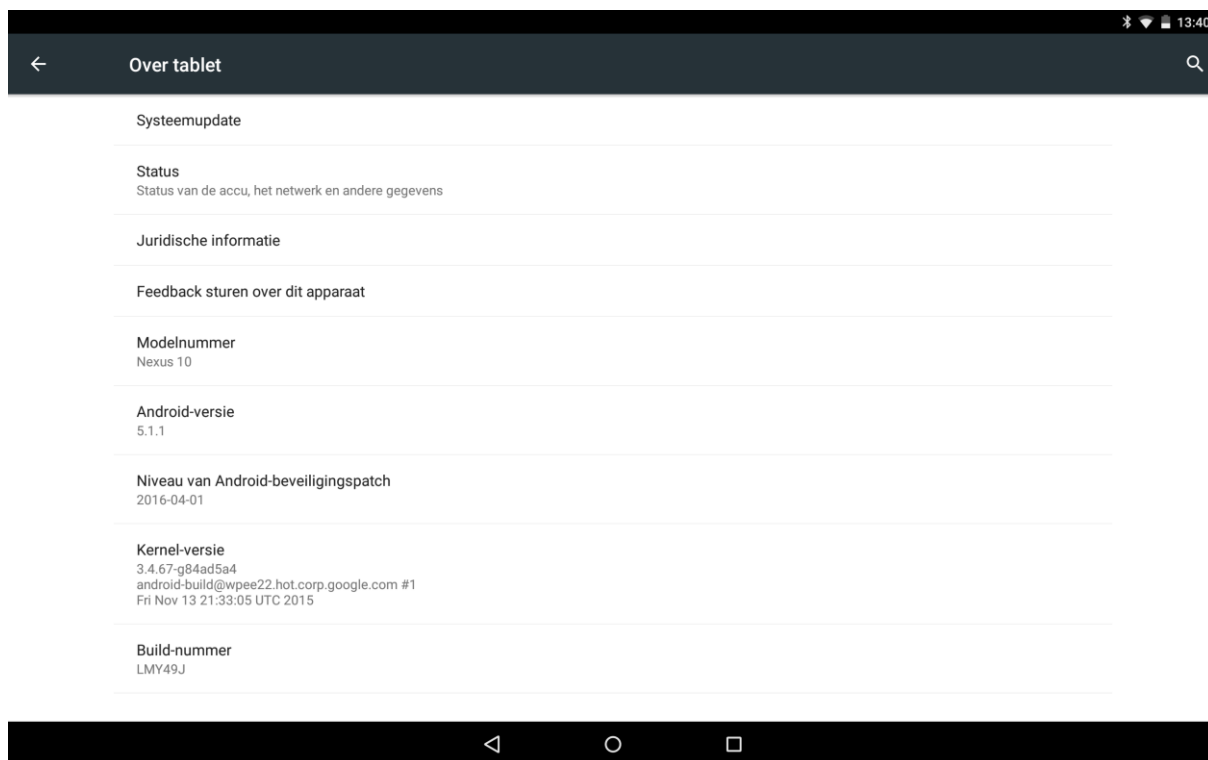 13:40
Over tablet
Systeemupdate
Status
Status van de accu, het netwerk en andere gegevens
Juridische informatie
Feedback sturen over dit apparaat
Modelnummer
Nexus 10
Android-versie
5.1.1
Niveau van Android-beveiligingspatch
2016-04-01
Kernel-versie
3.4.67-g84ad5a4
android-build@wpee22.hot.corp.google.com #1
Fri Nov 13 21:33:05 UTC 2015
Build-nummer
LMY49J